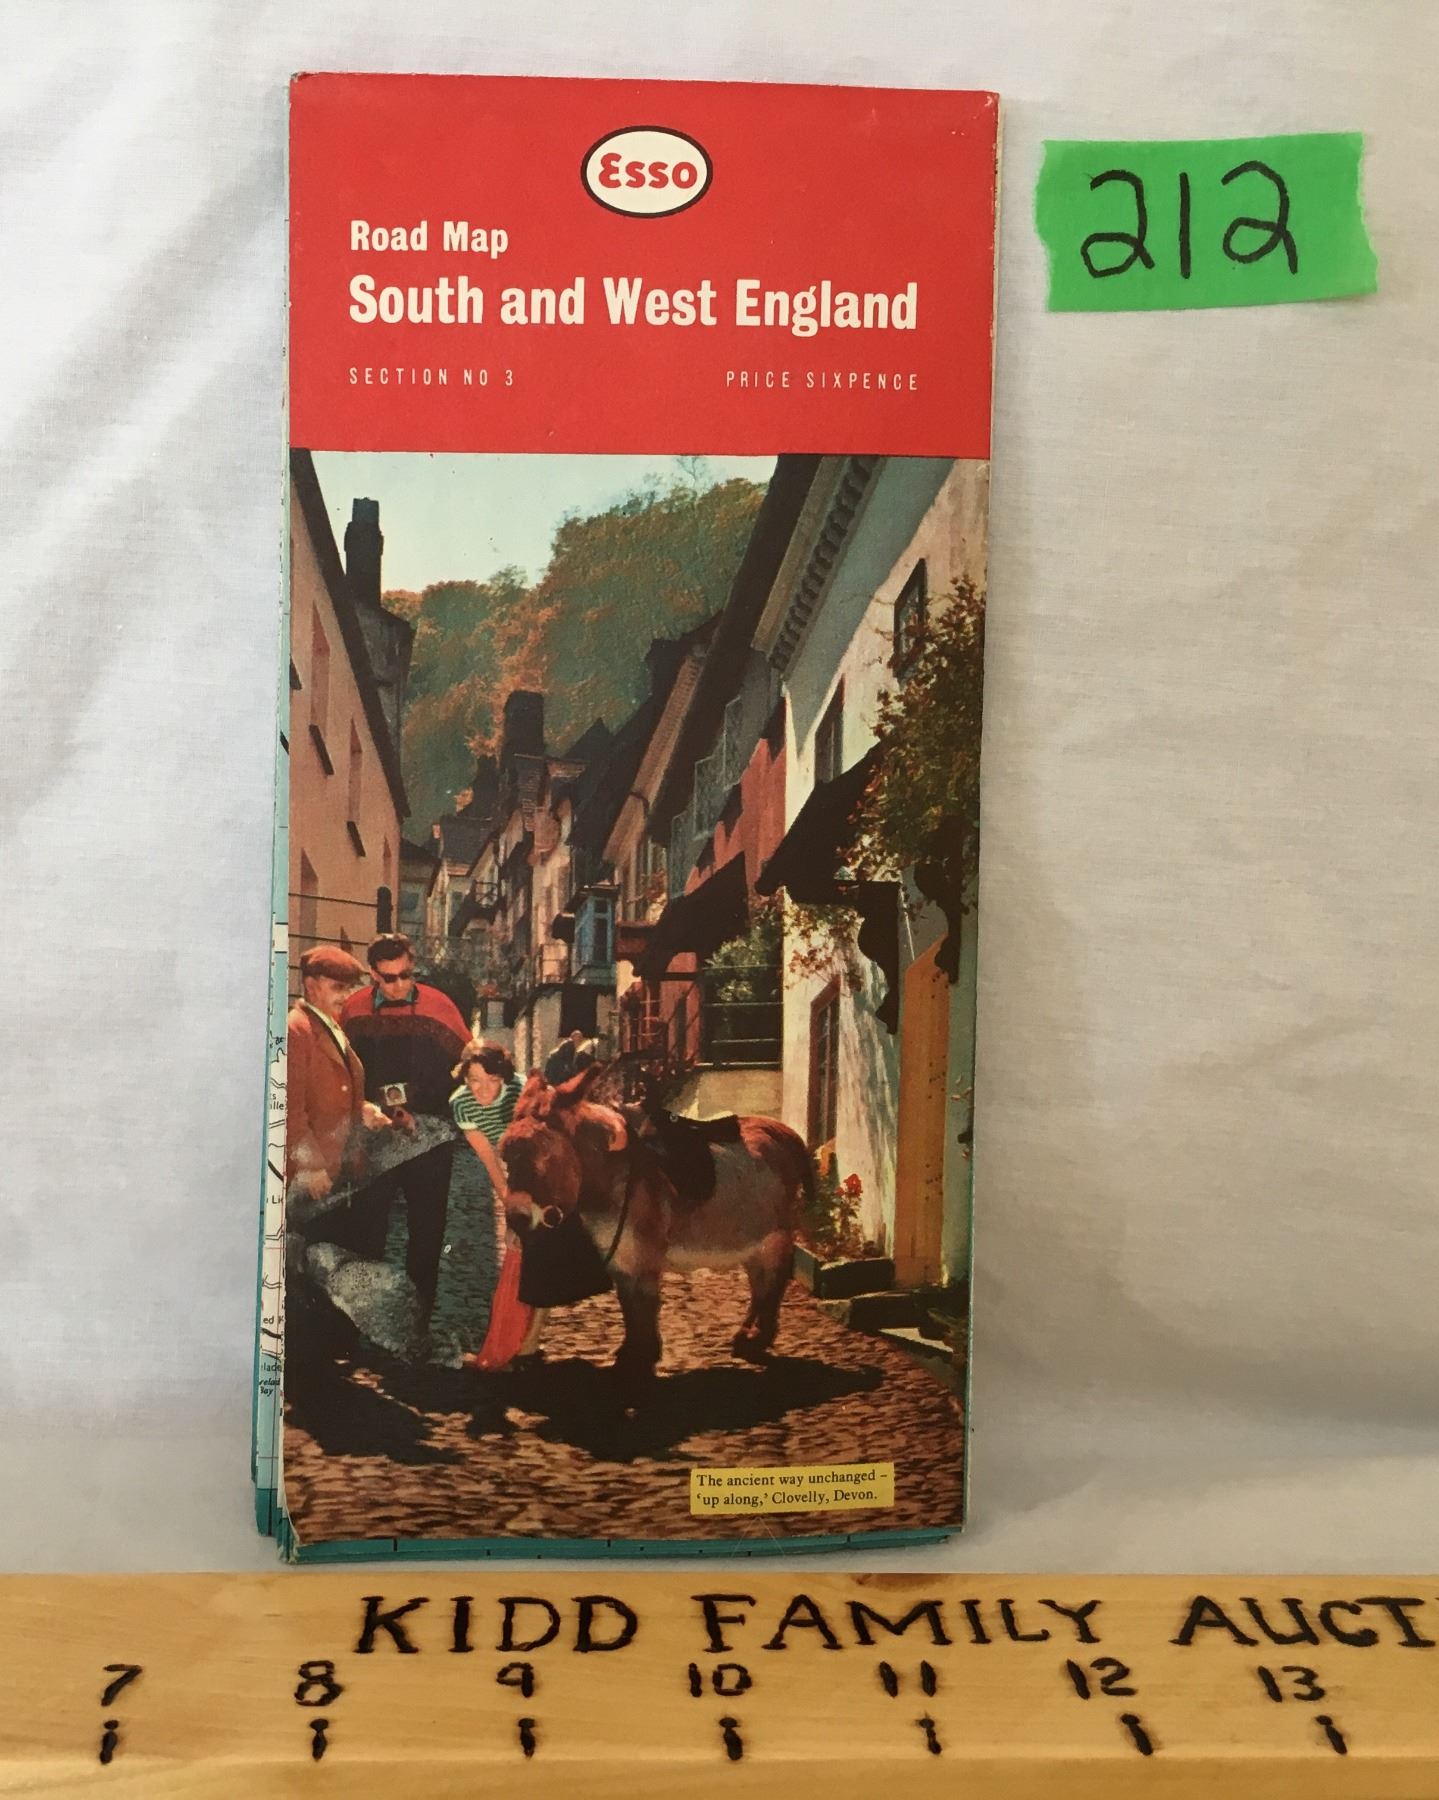 Esso
212
Road Map
South and West England
SECTION NO 3 PRICE SIXPENCE
The ancient way unchanged –
‘up along,’ Clovelly, Devon.
KIDD FAMILY AUCTI
7 8 9 10 11 12 13